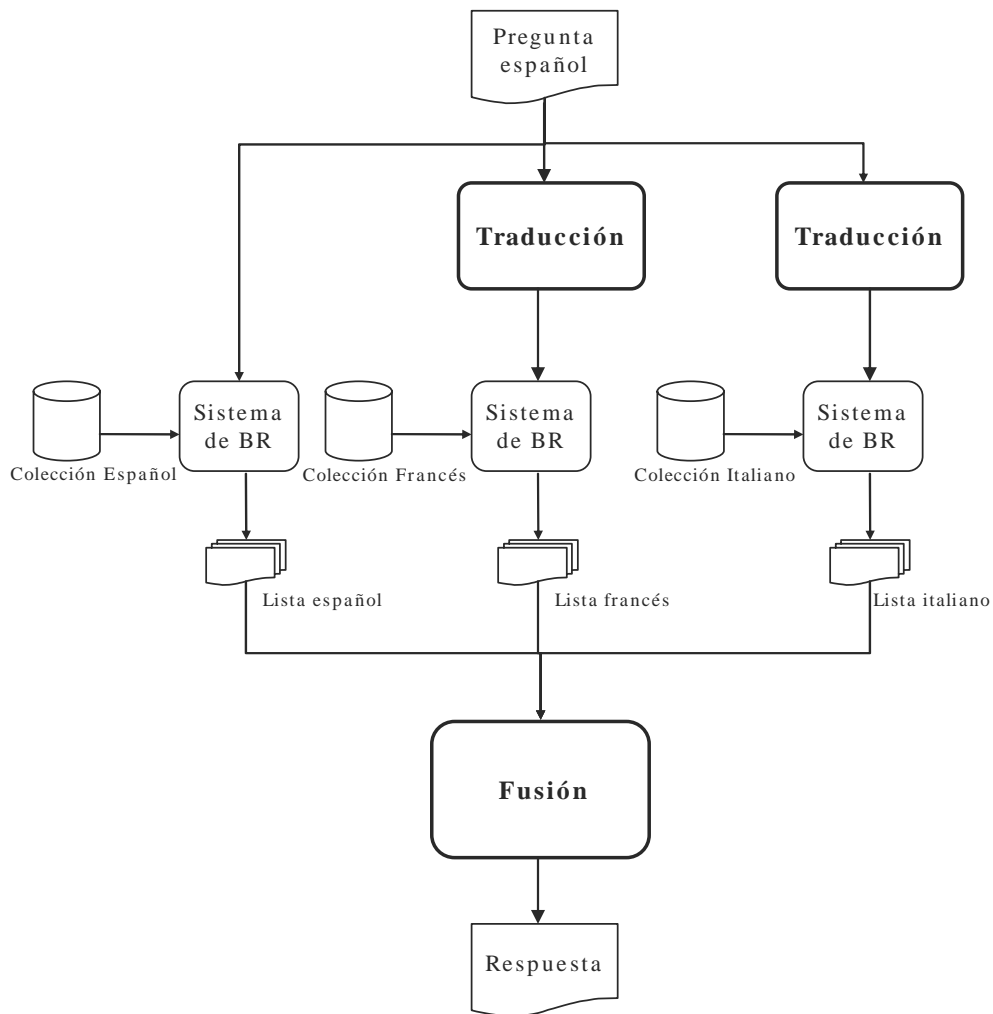 Pregunta
español
Traducción
Traducción
Sistema
de BR
Sistema
de BR
Sistema
de BR
Colección Español
Colección Francés
Colección Italiano
Lista español
Lista francés
Lista italiano
Fusión
Respuesta